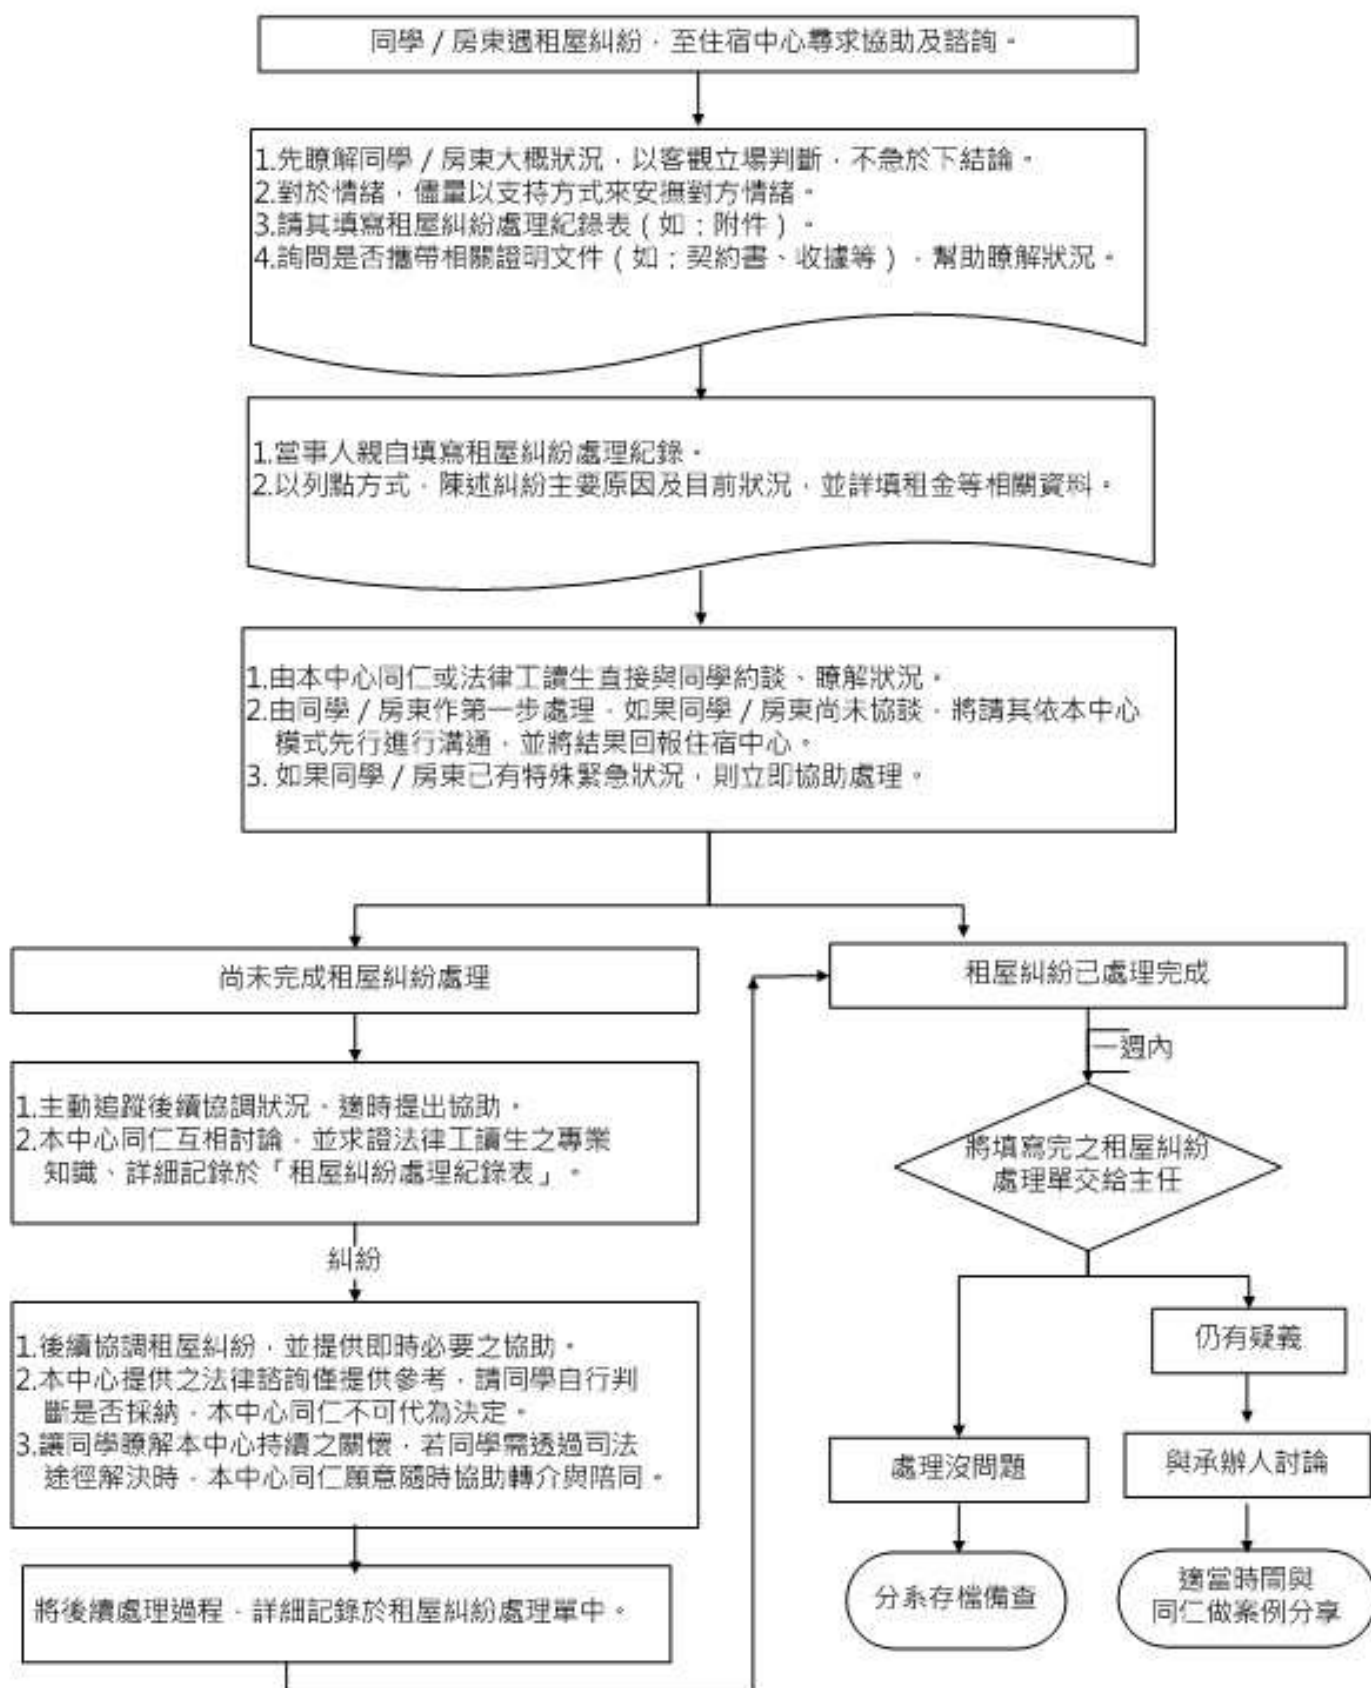 同學 / 房東遇租屋糾紛，至住宿中心尋求協助及諮詢。
1.先瞭解同學 / 房東大概狀況，以客觀立場判斷，不急於下結論。
2.對於情緒，儘量以支持方式來安撫對方情緒。
3.請其填寫租屋糾紛處理紀錄表 ( 如：附件 ) 。
4.詢問是否攜帶相關證明文件 ( 如：契約書、收據等 )，幫助瞭解狀況。
1.當事人親自填寫租屋糾紛處理紀錄。
2.以列點方式，陳述糾紛主要原因及目前狀況，並詳填租金等相關資料。
1.由本中心同仁或法律工讀生直接與同學約談、瞭解狀況。
2.由同學 / 房東作第一步處理，如果同學 / 房東尚未協談，將請其依本中心
模式先行進行溝通，並將結果回報住宿中心。
3. 如果同學 / 房東已有特殊緊急狀況，則立即協助處理。
尚未完成租屋糾紛處理
1.主動追蹤後續協調狀況、適時提出協助。
2.本中心同仁互相討論，並求證法律工讀生之專業
知識、詳細記錄於「租屋糾紛處理紀錄表」。
糾紛
1.後續協調租屋糾紛，並提供即時必要之協助。
2.本中心提供之法律諮詢僅提供參考，請同學自行判
斷是否採納，本中心同仁不可代為決定。
3.讓同學瞭解本中心持續之關懷，若同學需透過司法
途徑解決時，本中心同仁願意隨時協助轉介與陪同。
將後續處理過程，詳細記錄於租屋糾紛處理單中。
租屋糾紛已處理完成
一週內
將填寫完之租屋糾紛
處理單交給主任
處理沒問題
分系存檔備查
仍有疑義
與承辦人討論
適當時間與
同仁做案例分享